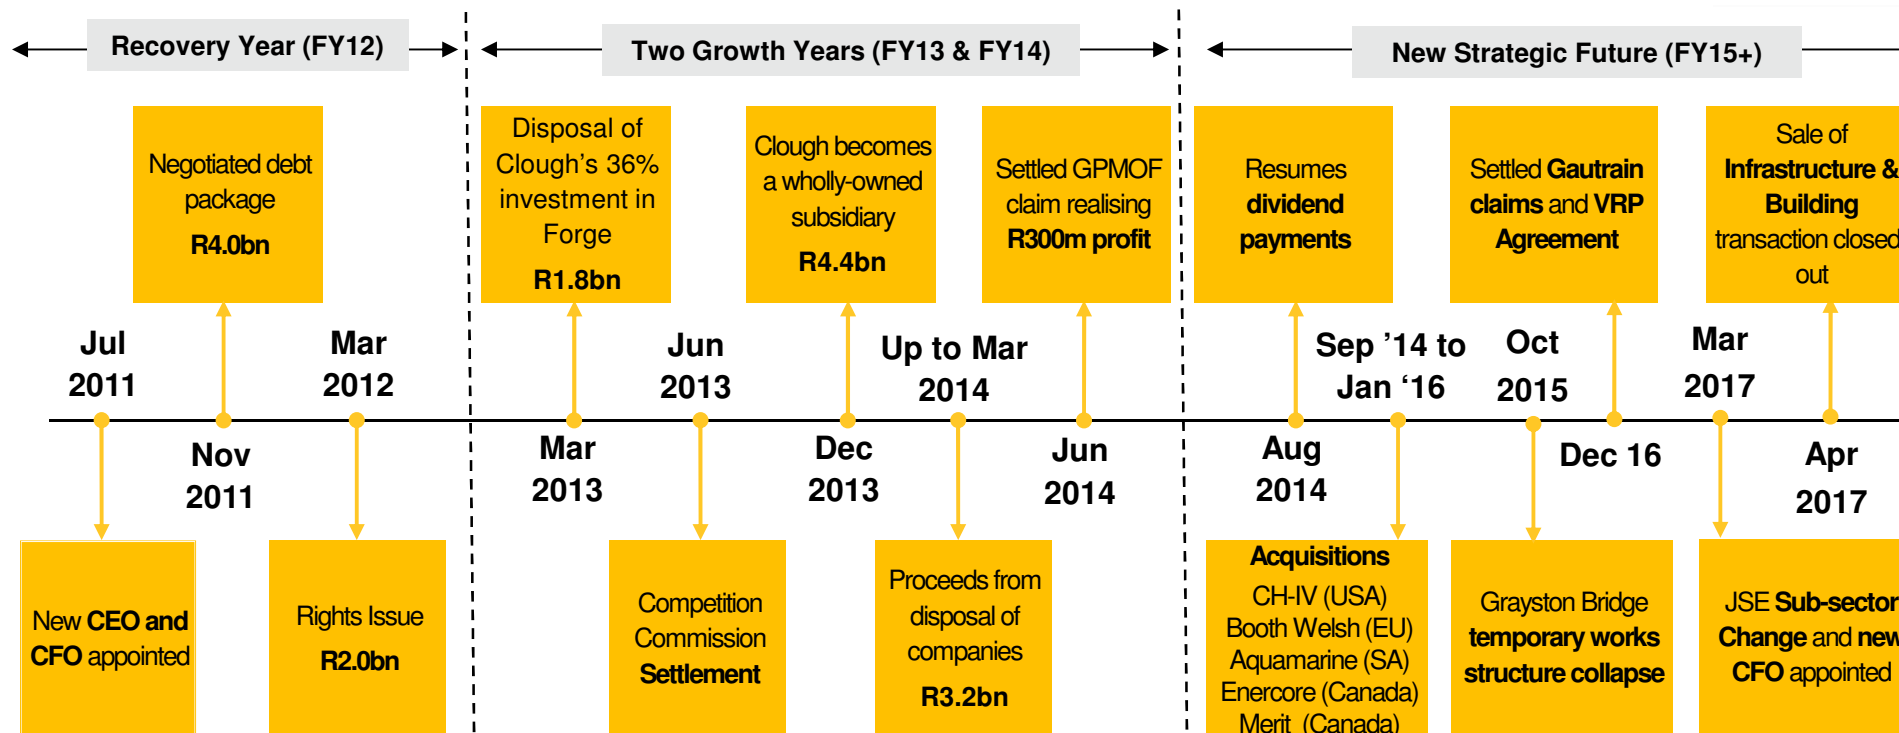 Recovery Year (FY12)
Two Growth Years (FY13 & FY14)
New Strategic Future (FY15+)
Negotiated debt
package
R4.0bn
Disposal of
Clough's 36%
investment in
Forge
R1.8bn
Clough becomes
a wholly-owned
subsidiary
R4.4bn
Settled GPMOF
claim realising
R300m profit
Resumes
dividend
payments
Settled Gautrain
claims and VRP
Agreement
Sale of
Infrastructure &
Building
transaction closed
out
Jul
2011
Mar
2012
Jun
2013
Up to Mar
2014
Sep ’14 to
Jan ‘16
Oct
2015
Mar
2017
Nov
2011
Mar
2013
Dec
2013
Jun
2014
Aug
2014
Dec 16
Apr
2017
New CEO and
CFO appointed
Rights Issue
R2.0bn
Competition
Commission
Settlement
Proceeds from
disposal of
companies
R3.2bn
Acquisitions
CH-IV (USA)
Booth Welsh (EU)
Aquamarine (SA)
Enercore (Canada)
Merit (Canada)
Grayston Bridge
temporary works
structure collapse
JSE Sub-sector
Change and new
CFO appointed